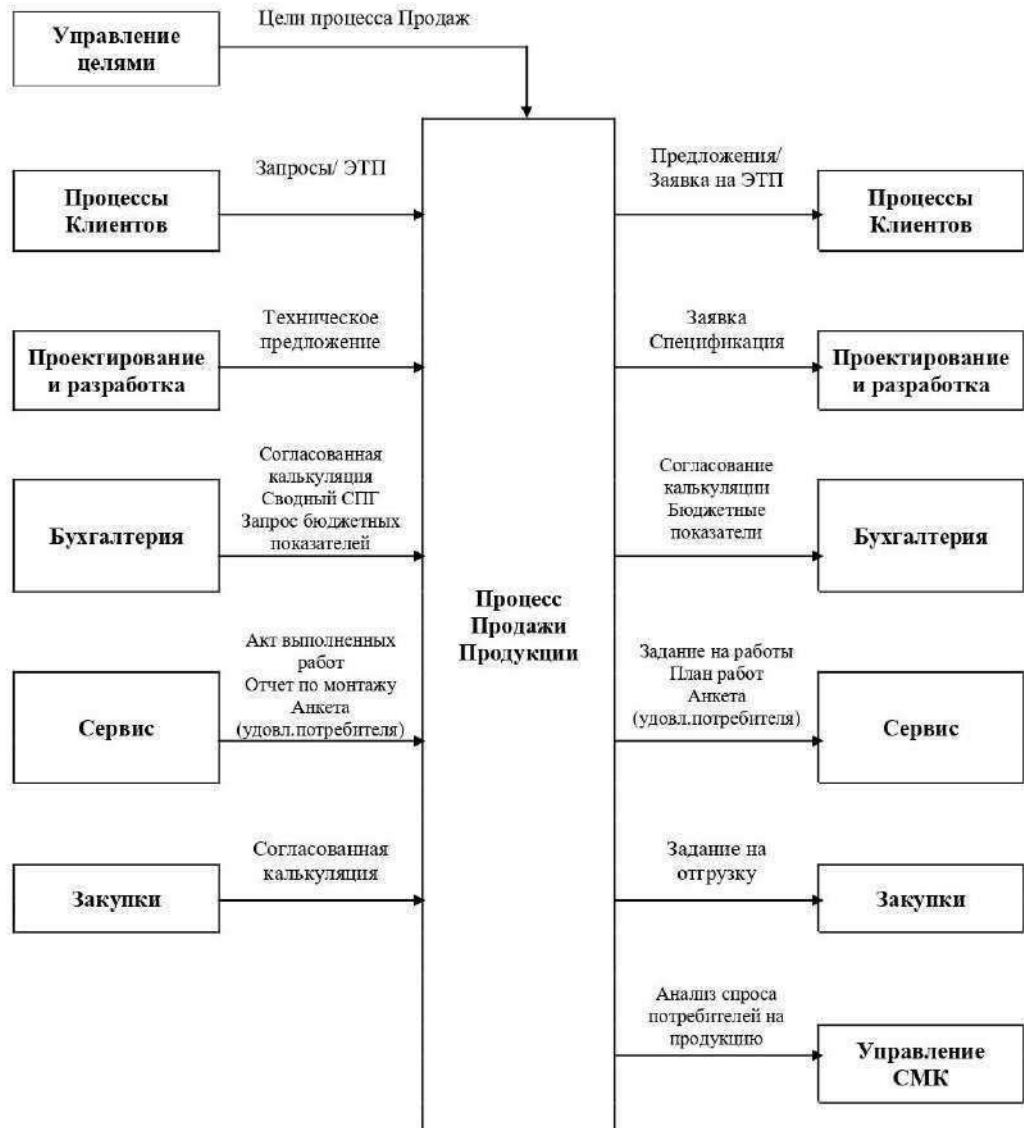 Цели процесса Продаж
Управление
целями
Запросы/ ЭТП
Предложения/
Заявка на ЭТП
Процессы
Клиентов
Процессы
Клиентов
Техническое
предложение
Заявка
Спецификация
Проектирование
и разработка
Проектирование
и разработка
Согласованная
калькуляция
Сводный СПГ
Запрос бюджетных
показателей
Согласование
калькуляции
Бюджетные
показатели
Бухгалтерия
Бухгалтерия
Процесс
Продажи
Продукции
Акт выполненных
работ
Отчет по монтажу
Анкета
(удовл.потребителя)
Задание на работы
План работ
Анкета
(удовл.потребителя)
Сервис
Сервис
Согласованная
калькуляция
Задание на
отгрузку
Закупки
Закупки
Анализ спроса
потребителей на
продукцию
Управление
СМК